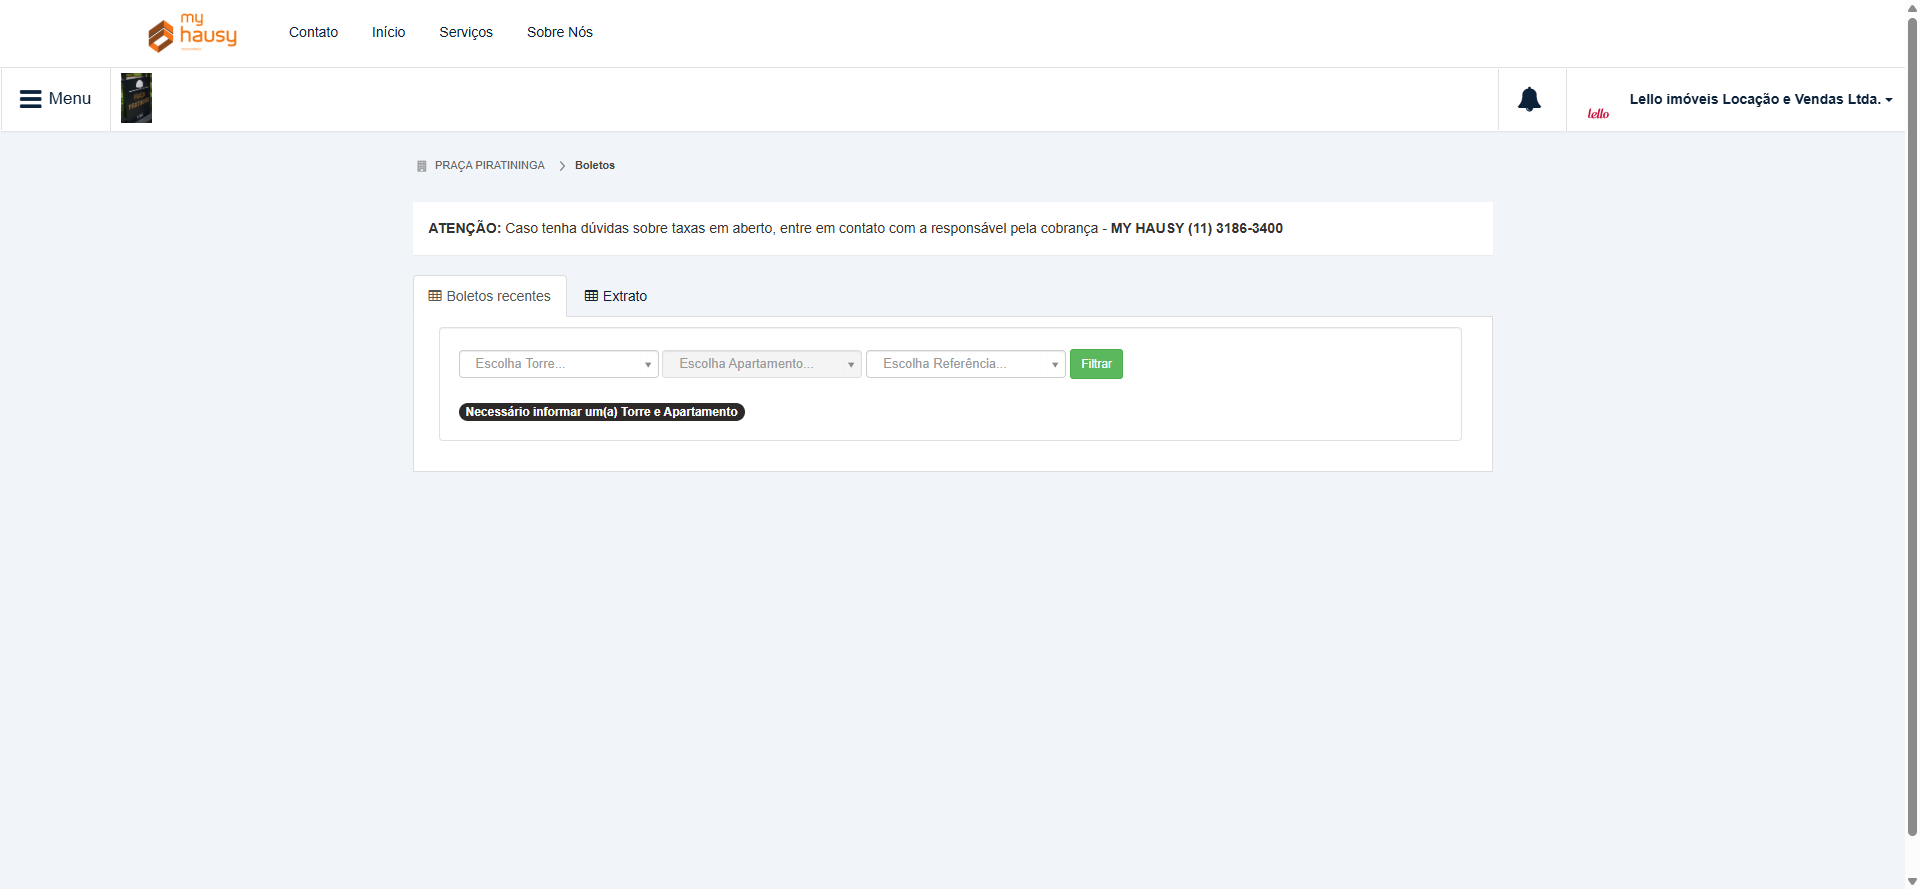 my
hausy
Contato
Início
Serviços
Sobre Nós
Menu
lello
Lello imóveis Locação e Vendas Ltda.
PRAÇA PIRATININGA
Boletos
ATENÇÃO: Caso tenha dúvidas sobre taxas em aberto, entre em contato com a responsável pela cobrança - MY HAUSY (11) 3186-3400
Boletos recentes
Extrato
Escolha Torre...
Escolha Apartamento...
Escolha Referência...
Filtrar
Necessário informar um(a) Torre e Apartamento